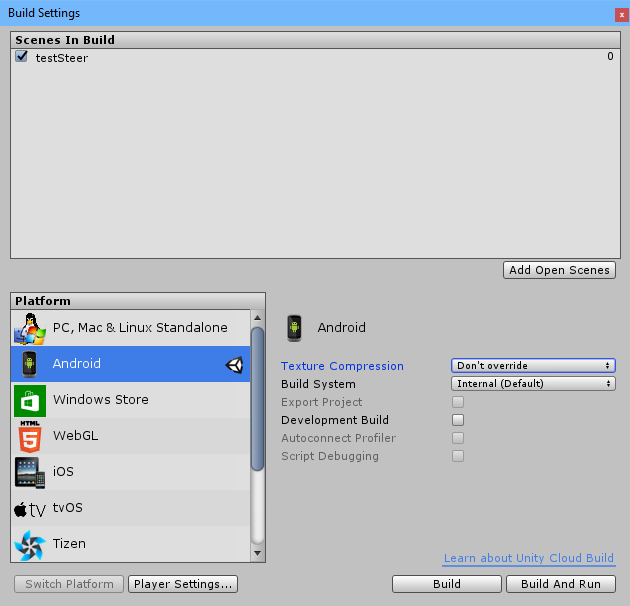 Build Settings
x
Scenes In Build
testSteer 0
Add Open Scenes
Platform
PC, Mac & Linux Standalone
Android
Windows Store
HTML
5
WebGL
iOS
tv
tvOS
Tizen
Android
Texture Compression Don't override
Build System Internal (Default)
Export Project
Development Build
Autoconnect Profiler
Script Debugging
Learn about Unity Cloud Build
Switch Platform Player Settings... Build Build And Run